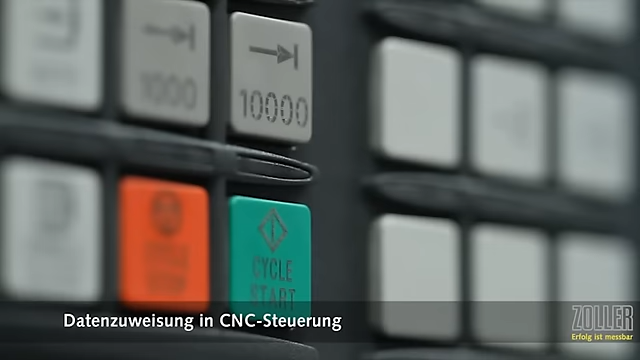 1000
10000
CYCLE
START
Datenzuweisung in CNC-Steuerung
ZOLLER
Erfolg ist messbar